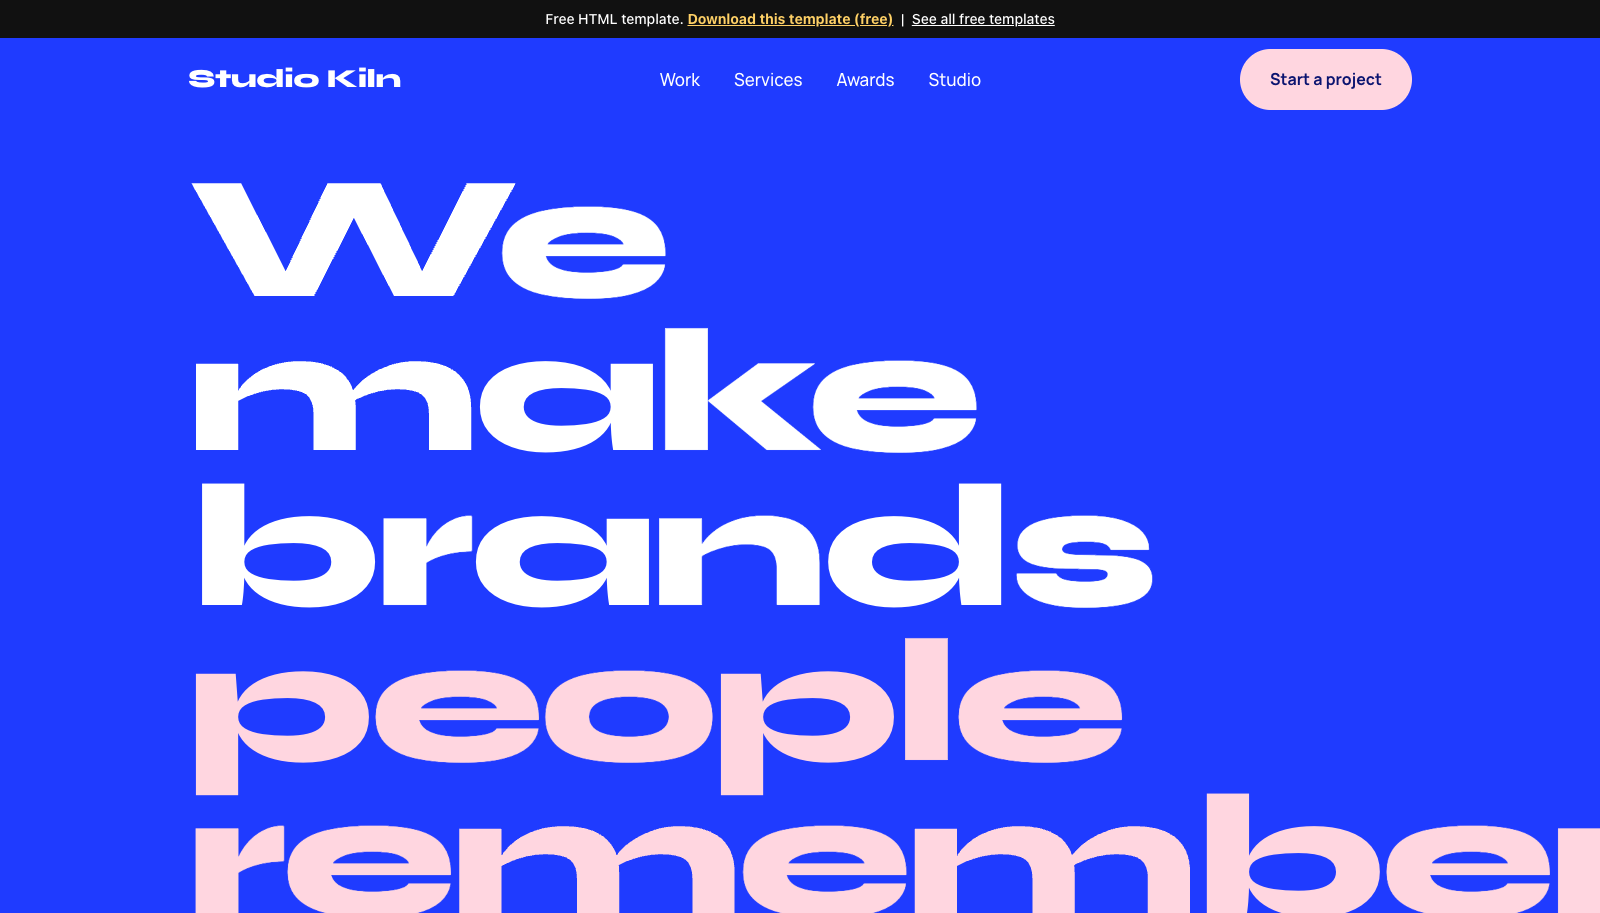 Free HTML template. Download this template (free) | See all free templates
Studio Kiln
Work Services Awards Studio
Start a project
We
make
brands
people
remember